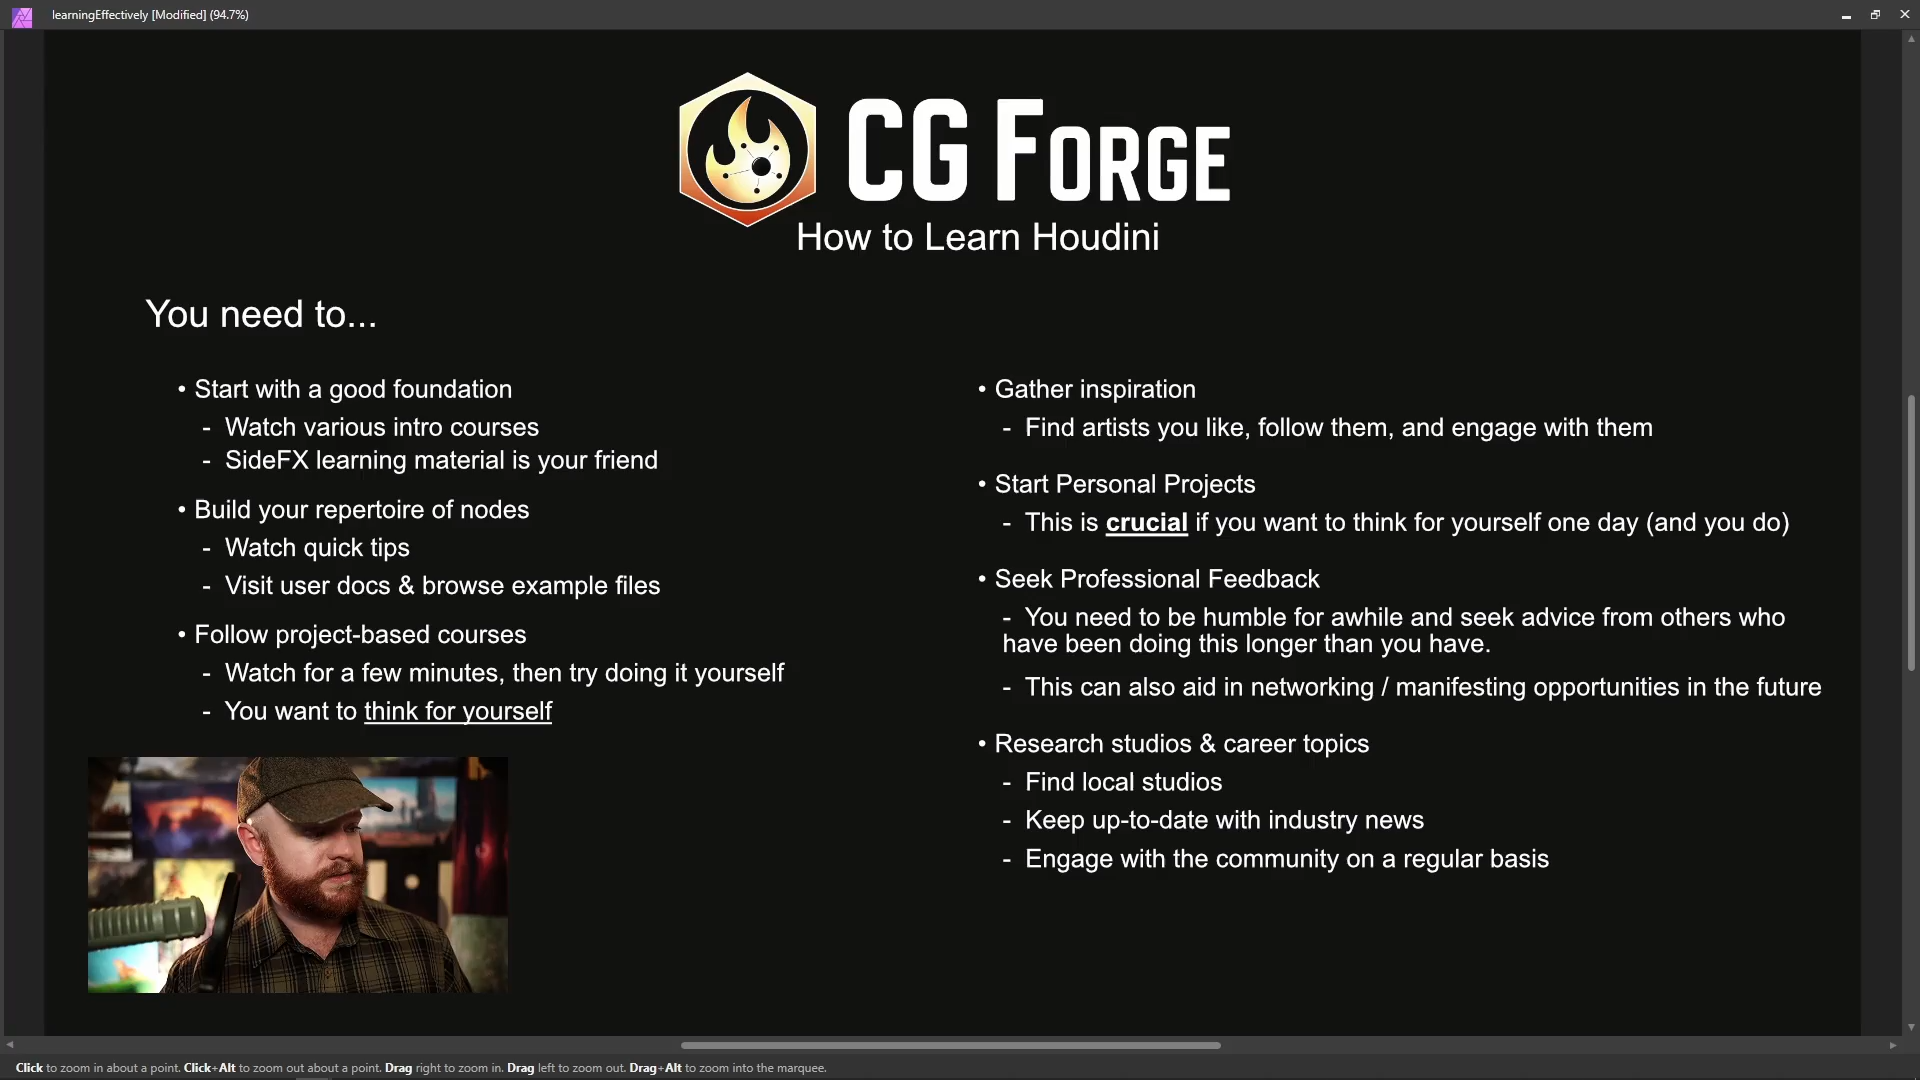 learningEffectively [Modified] (94.7%)
CG FORGE
How to Learn Houdini
You need to...
• Start with a good foundation
- Watch various intro courses
- SideFX learning material is your friend
• Build your repertoire of nodes
- Watch quick tips
- Visit user docs & browse example files
• Follow project-based courses
- Watch for a few minutes, then try doing it yourself
- You want to think for yourself
• Gather inspiration
- Find artists you like, follow them, and engage with them
• Start Personal Projects
- This is crucial if you want to think for yourself one day (and you do)
• Seek Professional Feedback
- You need to be humble for awhile and seek advice from others who
have been doing this longer than you have.
- This can also aid in networking / manifesting opportunities in the future
• Research studios & career topics
- Find local studios
- Keep up-to-date with industry news
- Engage with the community on a regular basis
Click to zoom in about a point. Click+Alt to zoom out about a point. Drag right to zoom in. Drag left to zoom out. Drag+Alt to zoom into the marquee.